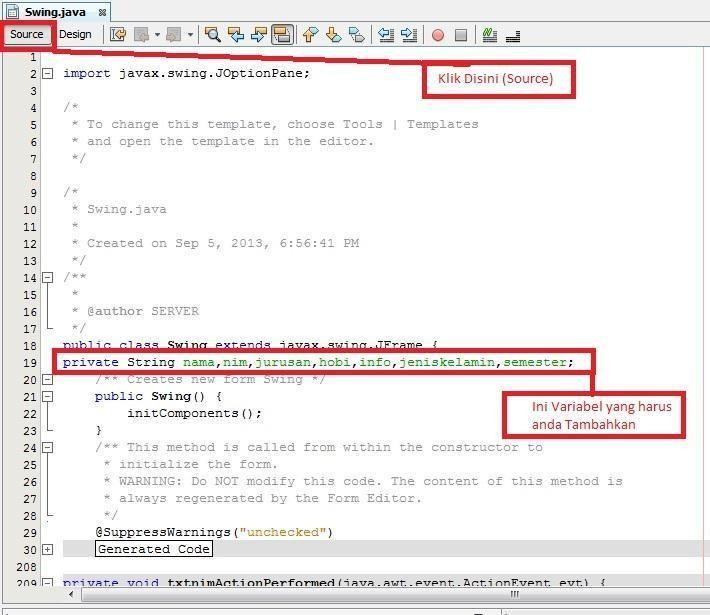 Swing.java
Source Design
Klik Disini (Source)
1
2 import javax.swing.JOptionPane;
3
4 /*
5 * To change this template, choose Tools | Templates
6 * and open the template in the editor.
7 */
8
9 /*
10 * Swing.java
11 *
12 * Created on Sep 5, 2013, 6:56:41 PM
13 */
14 /**
15 *
16 * @author SERVER
17 */
18 public class Swing extends javax.swing.JFrame {
19 private String nama,nim,jurusan,hobi,info,jeniskelamin,semester;
20 /** Creates new form Swing */
21 public Swing() {
22 initComponents();
23 }
Ini Variabel yang harus
anda Tambahkan
24 /** This method is called from within the constructor to
25 * initialize the form.
26 * WARNING: Do NOT modify this code. The content of this method is
27 * always regenerated by the Form Editor.
28 */
29 @SuppressWarnings("unchecked")
30 Generated Code
208
209 private void txtnimActionPerformed(java.awt.event.ActionEvent evt) {